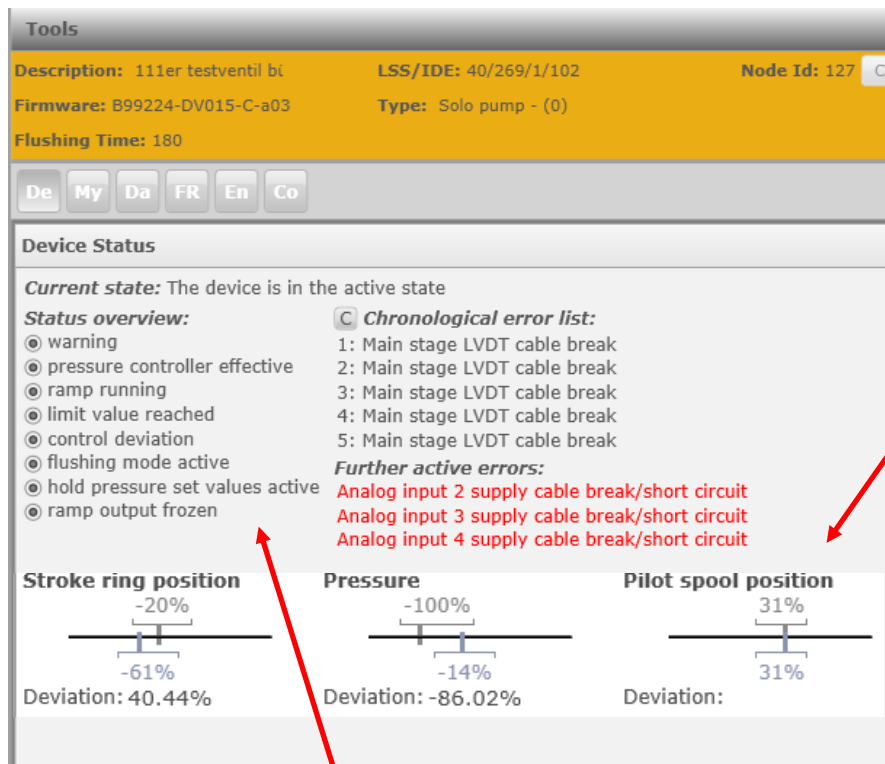 Tools
Description: 111er testventil bü LSS/IDE: 40/269/1/102 Node Id: 127 C
Firmware: B99224-DV015-C-a03 Type: Solo pump - (0)
Flushing Time: 180
De My Da FR En Co
Device Status
Current state: The device is in the active state
Status overview: C Chronological error list:
warning 1: Main stage LVDT cable break
pressure controller effective 2: Main stage LVDT cable break
ramp running 3: Main stage LVDT cable break
limit value reached 4: Main stage LVDT cable break
control deviation 5: Main stage LVDT cable break
flushing mode active Further active errors:
hold pressure set values active Analog input 2 supply cable break/short circuit
ramp output frozen Analog input 3 supply cable break/short circuit
Analog input 4 supply cable break/short circuit
Stroke ring position Pressure Pilot spool position
-20% -100% 31%
-61% -14% 31%
Deviation: 40.44% Deviation: -86.02% Deviation: